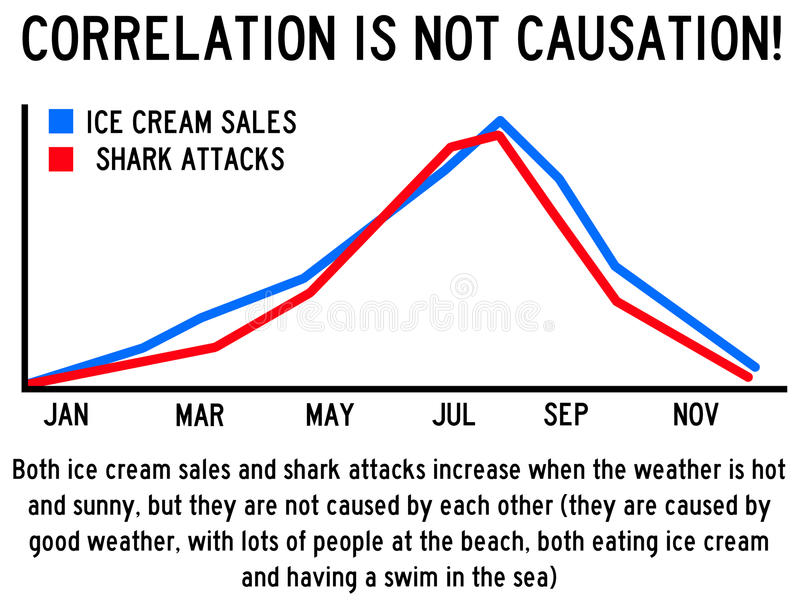 CORRELATION IS NOT CAUSATION!
ICE CREAM SALES
SHARK ATTACKS
dreamstime.com
JAN MAR MAY JUL SEP NOV
Both ice cream sales and shark attacks increase when the weather is hot
and sunny, but they are not caused by each other (they are caused by
good weather, with lots of people at the beach, both eating ice cream
and having a swim in the sea)